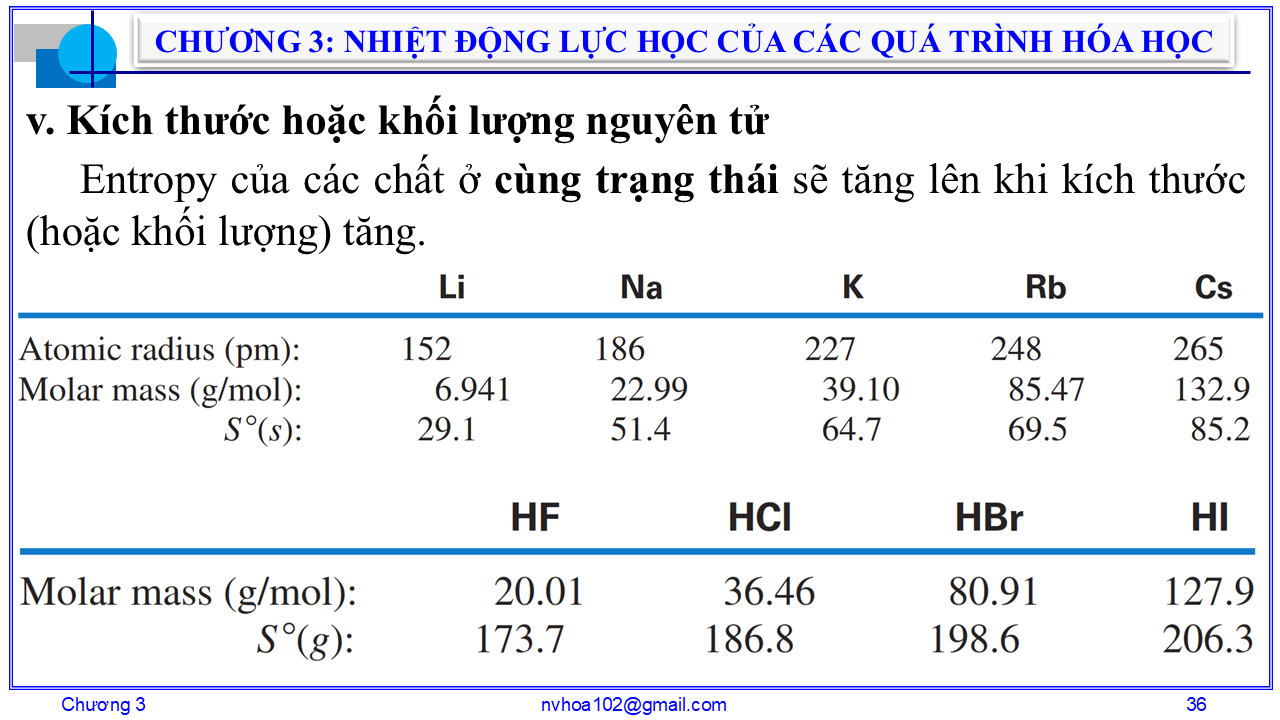 CHƯƠNG 3: NHIỆT ĐỘNG LỰC HỌC CỦA CÁC QUÁ TRÌNH HÓA HỌC
v. Kích thước hoặc khối lượng nguyên tử
Entropy của các chất ở cùng trạng thái sẽ tăng lên khi kích thước
(hoặc khối lượng) tăng.
Li Na K Rb Cs
Atomic radius (pm): 152 186 227 248 265
Molar mass (g/mol): 6.941 22.99 39.10 85.47 132.9
S°(s): 29.1 51.4 64.7 69.5 85.2
HF HCl HBr HI
Molar mass (g/mol): 20.01 36.46 80.91 127.9
S°(g): 173.7 186.8 198.6 206.3
Chương 3 nvhoa102@gmail.com 36